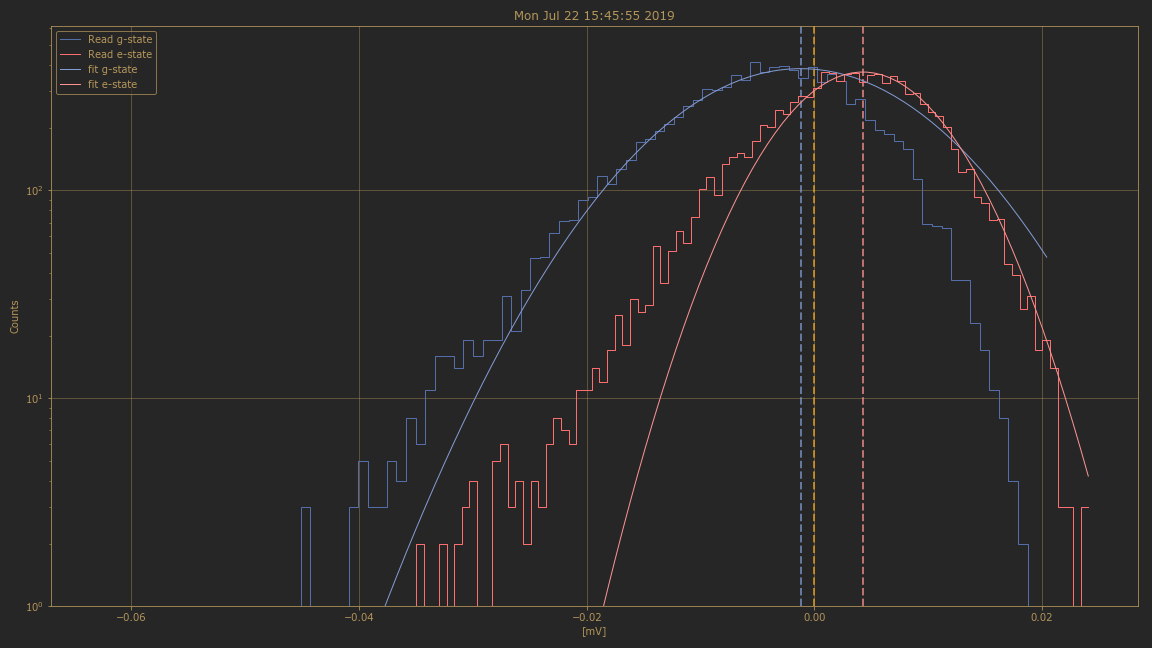 Mon Jul 22 15:45:55 2019
Read g-state
Read e-state
fit g-state
fit e-state
Counts
10²
10¹
10⁰
−0.06 −0.04 −0.02 0.00 0.02
[mV]